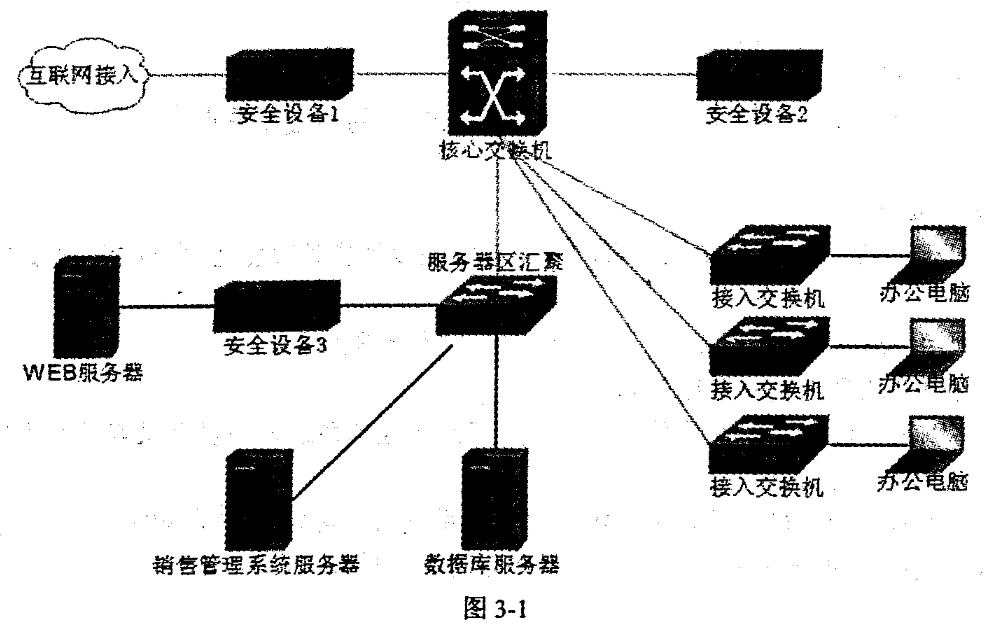 互联网接入
安全设备1
核心交换机
安全设备2
服务器区汇聚
WEB服务器
安全设备3
接入交换机
办公电脑
接入交换机
办公电脑
接入交换机
办公电脑
销售管理系统服务器
数据库服务器
图 3-1